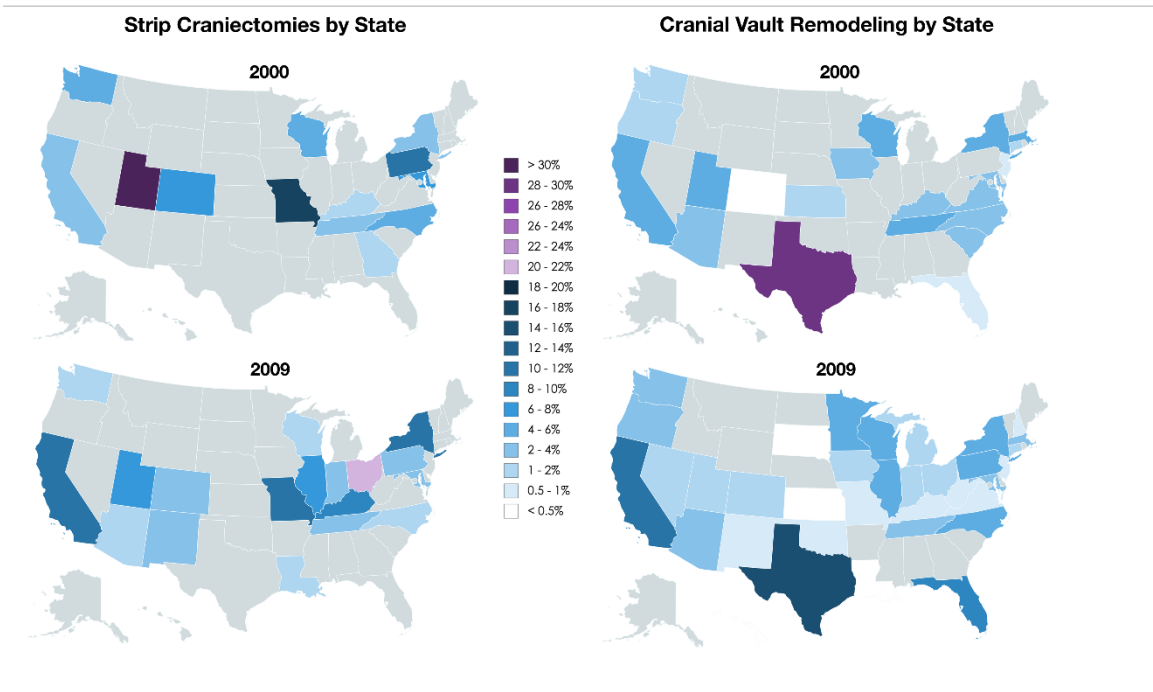 Strip Craniectomies by State
Cranial Vault Remodeling by State
2000
2000
> 30%
28 - 30%
26 - 28%
26 - 24%
22 - 24%
20 - 22%
18 - 20%
16 - 18%
14 - 16%
12 - 14%
10 - 12%
8 - 10%
6 - 8%
4 - 6%
2 - 4%
1 - 2%
0.5 - 1%
< 0.5%
2009
2009